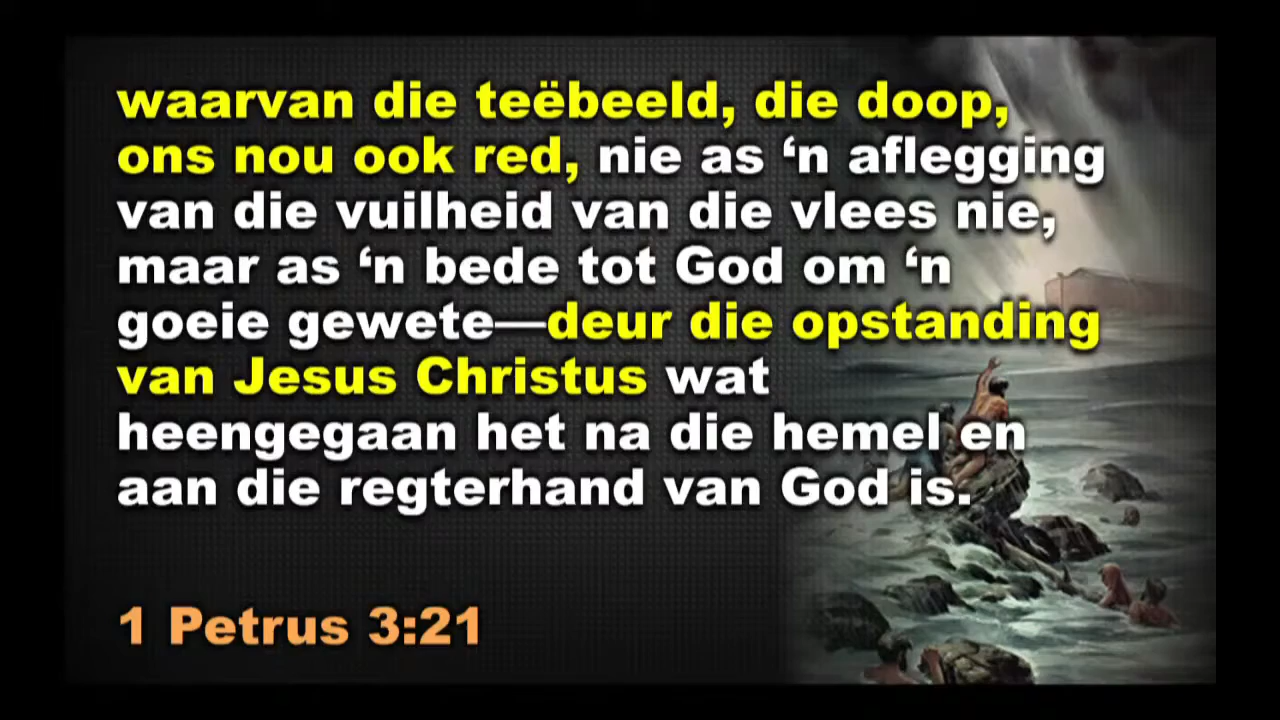 waarvan die teëbeeld, die doop,
ons nou ook red, nie as ‘n aflegging
van die vuilheid van die vlees nie,
maar as ‘n bede tot God om ‘n
goeie gewete—deur die opstanding
van Jesus Christus wat
heengegaan het na die hemel en
aan die regterhand van God is.
1 Petrus 3:21